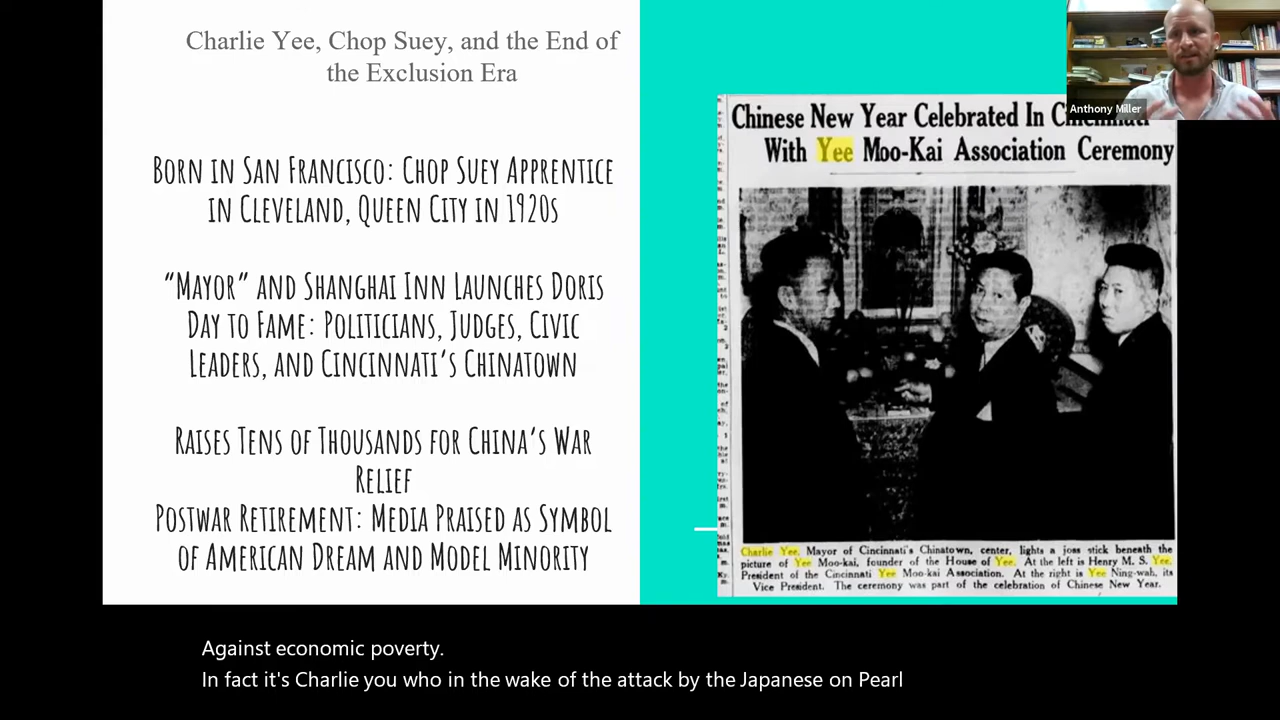 Charlie Yee, Chop Suey, and the End of
the Exclusion Era
Born in San Francisco: Chop Suey Apprentice
in Cleveland, Queen City in 1920s
“Mayor” and Shanghai Inn Launches Doris
Day to Fame: Politicians, Judges, Civic
Leaders, and Cincinnati’s Chinatown
Raises Tens of Thousands for China’s War
Relief
Postwar Retirement: Media Praised as Symbol
of American Dream and Model Minority
Anthony Miller
Chinese New Year Celebrated In Cincinnati
With Yee Moo-Kai Association Ceremony
Charlie Yee, Mayor of Cincinnati's Chinatown, center, lights a joss stick beneath the
picture of Yee Moo-kai, founder of the House of Yee. At the left is Henry M. S. Yee,
President of the Cincinnati Yee Moo-kai Association. At the right is Yee Ning-wah, its
Vice President. The ceremony was part of the celebration of Chinese New Year.
Against economic poverty.
In fact it's Charlie you who in the wake of the attack by the Japanese on Pearl